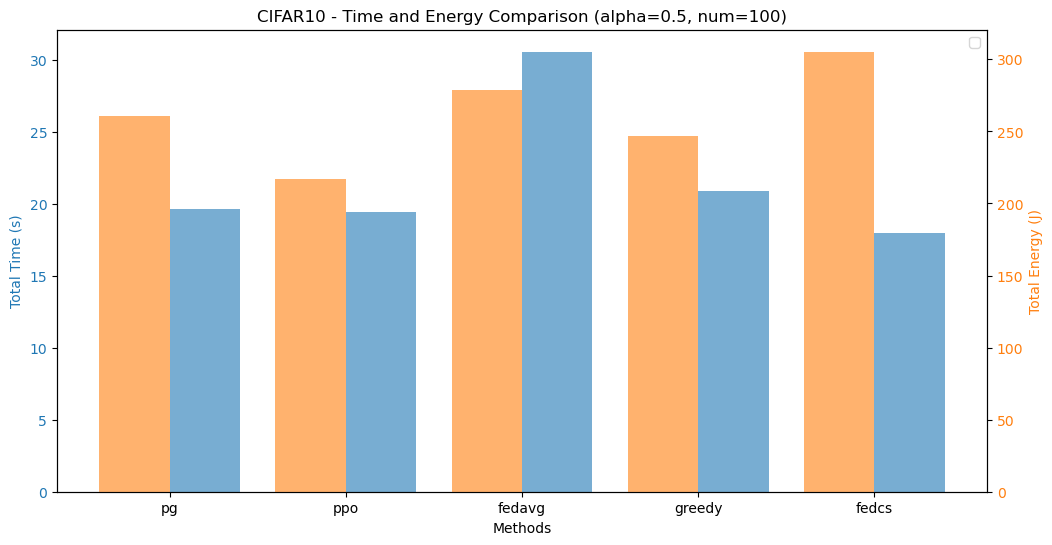 CIFAR10 - Time and Energy Comparison (alpha=0.5, num=100)
Total Time (s)
30
25
20
15
10
5
0
300
250
200
150
100
50
0
Total Energy (J)
pg ppo fedavg greedy fedcs
Methods